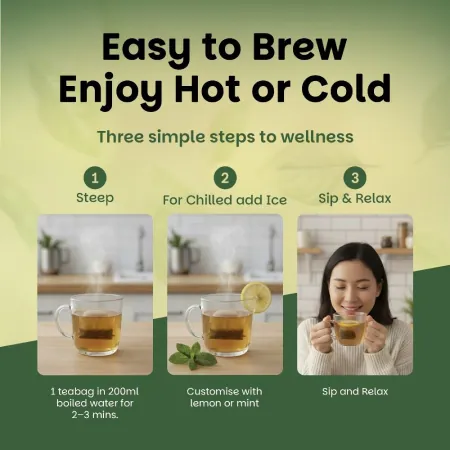 Easy to Brew
Enjoy Hot or Cold
Three simple steps to wellness
1
Steep
2
For Chilled add Ice
3
Sip & Relax
1 teabag in 200ml
boiled water for
2–3 mins.
Customise with
lemon or mint
Sip and Relax